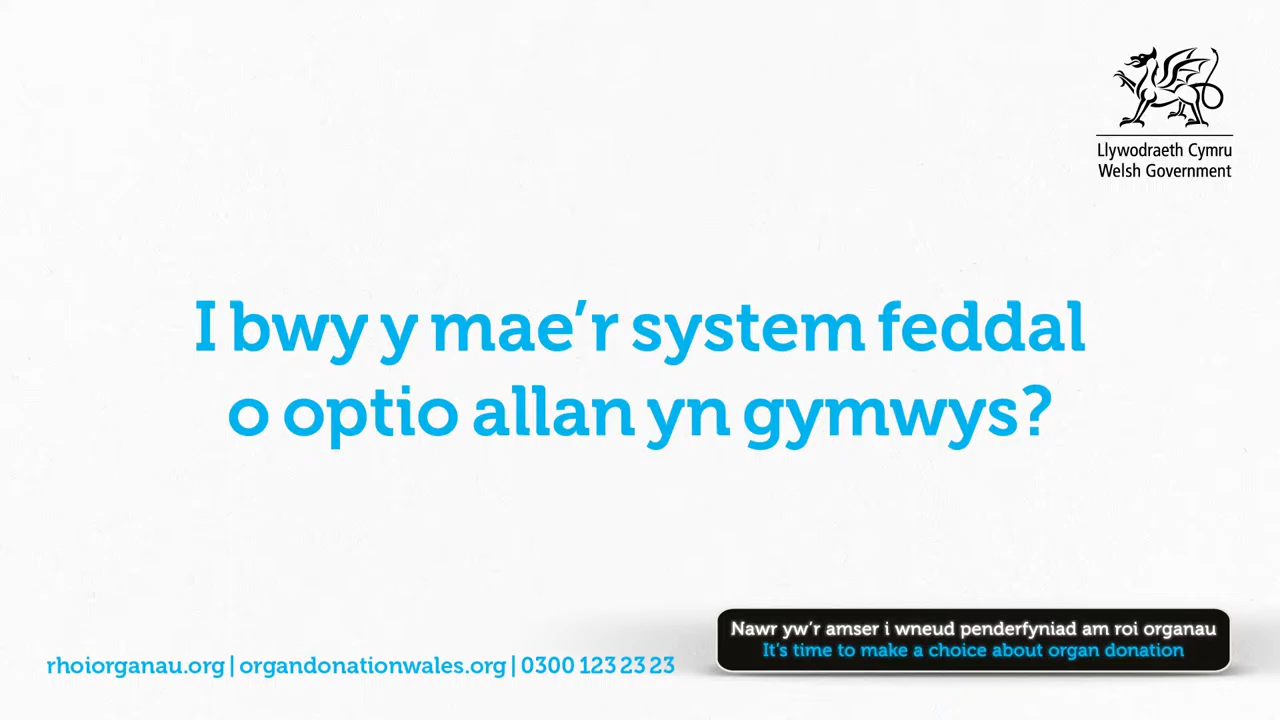 Llywodraeth Cymru
Welsh Government
I bwy y mae’r system feddal
o optio allan yn gymwys?
Nawr yw’r amser i wneud penderfyniad am roi organau
It’s time to make a choice about organ donation
rhoiorganau.org | organdonationwales.org | 0300 123 23 23